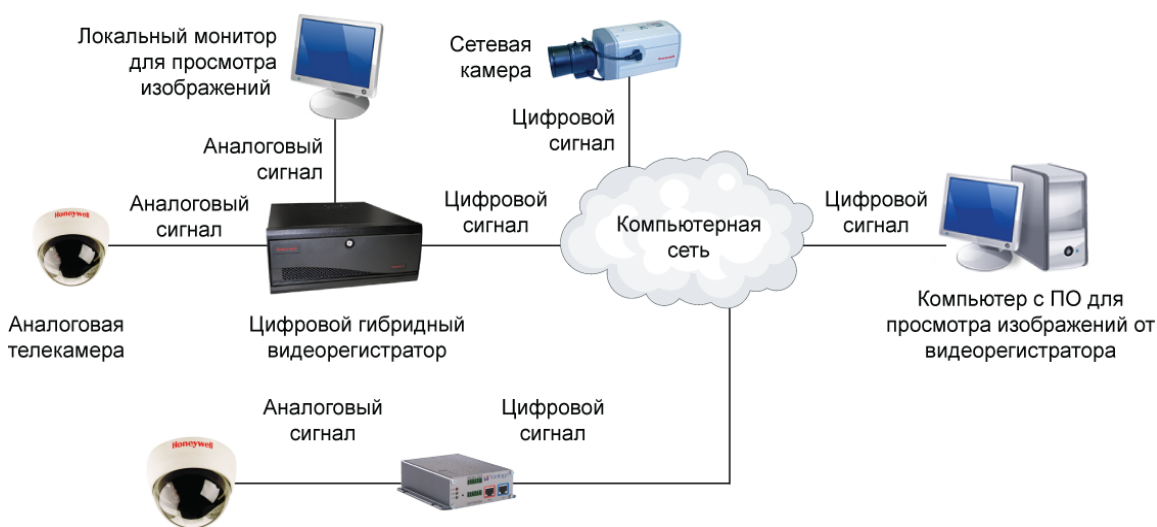 Локальный монитор
для просмотра
изображений
Сетевая
камера
Аналоговый
сигнал
Цифровой
сигнал
Honeywell
Аналоговый
сигнал
Цифровой
сигнал
Компьютерная
сеть
Цифровой
сигнал
Аналоговая
телекамера
Цифровой гибридный
видеорегистратор
Компьютер с ПО для
просмотра изображений от
видеорегистратора
Аналоговый
сигнал
Цифровой
сигнал
Honeywell